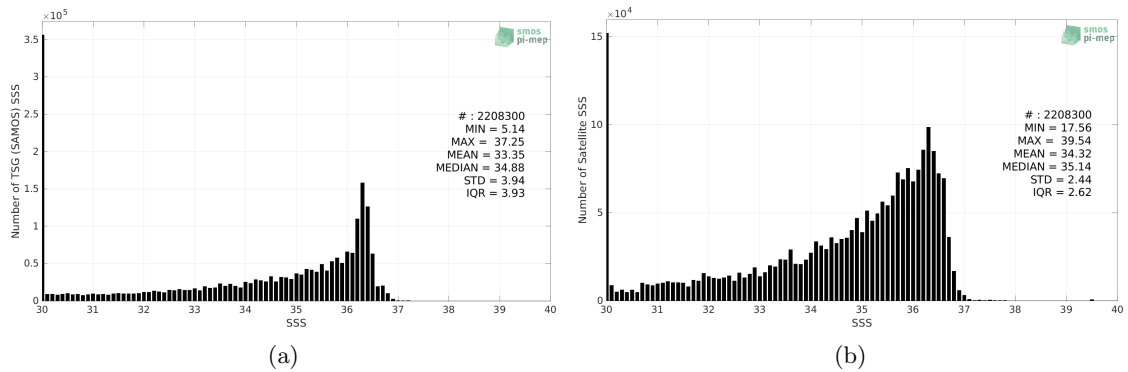 ×10⁵
3.5
3
2.5
2
1.5
1
0.5
0
Number of TSG (SAMOS) SSS
30 31 32 33 34 35 36 37 38 39 40
SSS
smos
pi-mep
# : 2208300
MIN = 5.14
MAX = 37.25
MEAN = 33.35
MEDIAN = 34.88
STD = 3.94
IQR = 3.93
(a)
×10⁴
15
10
5
0
Number of Satellite SSS
30 31 32 33 34 35 36 37 38 39 40
SSS
smos
pi-mep
# : 2208300
MIN = 17.56
MAX = 39.54
MEAN = 34.32
MEDIAN = 35.14
STD = 2.44
IQR = 2.62
(b)